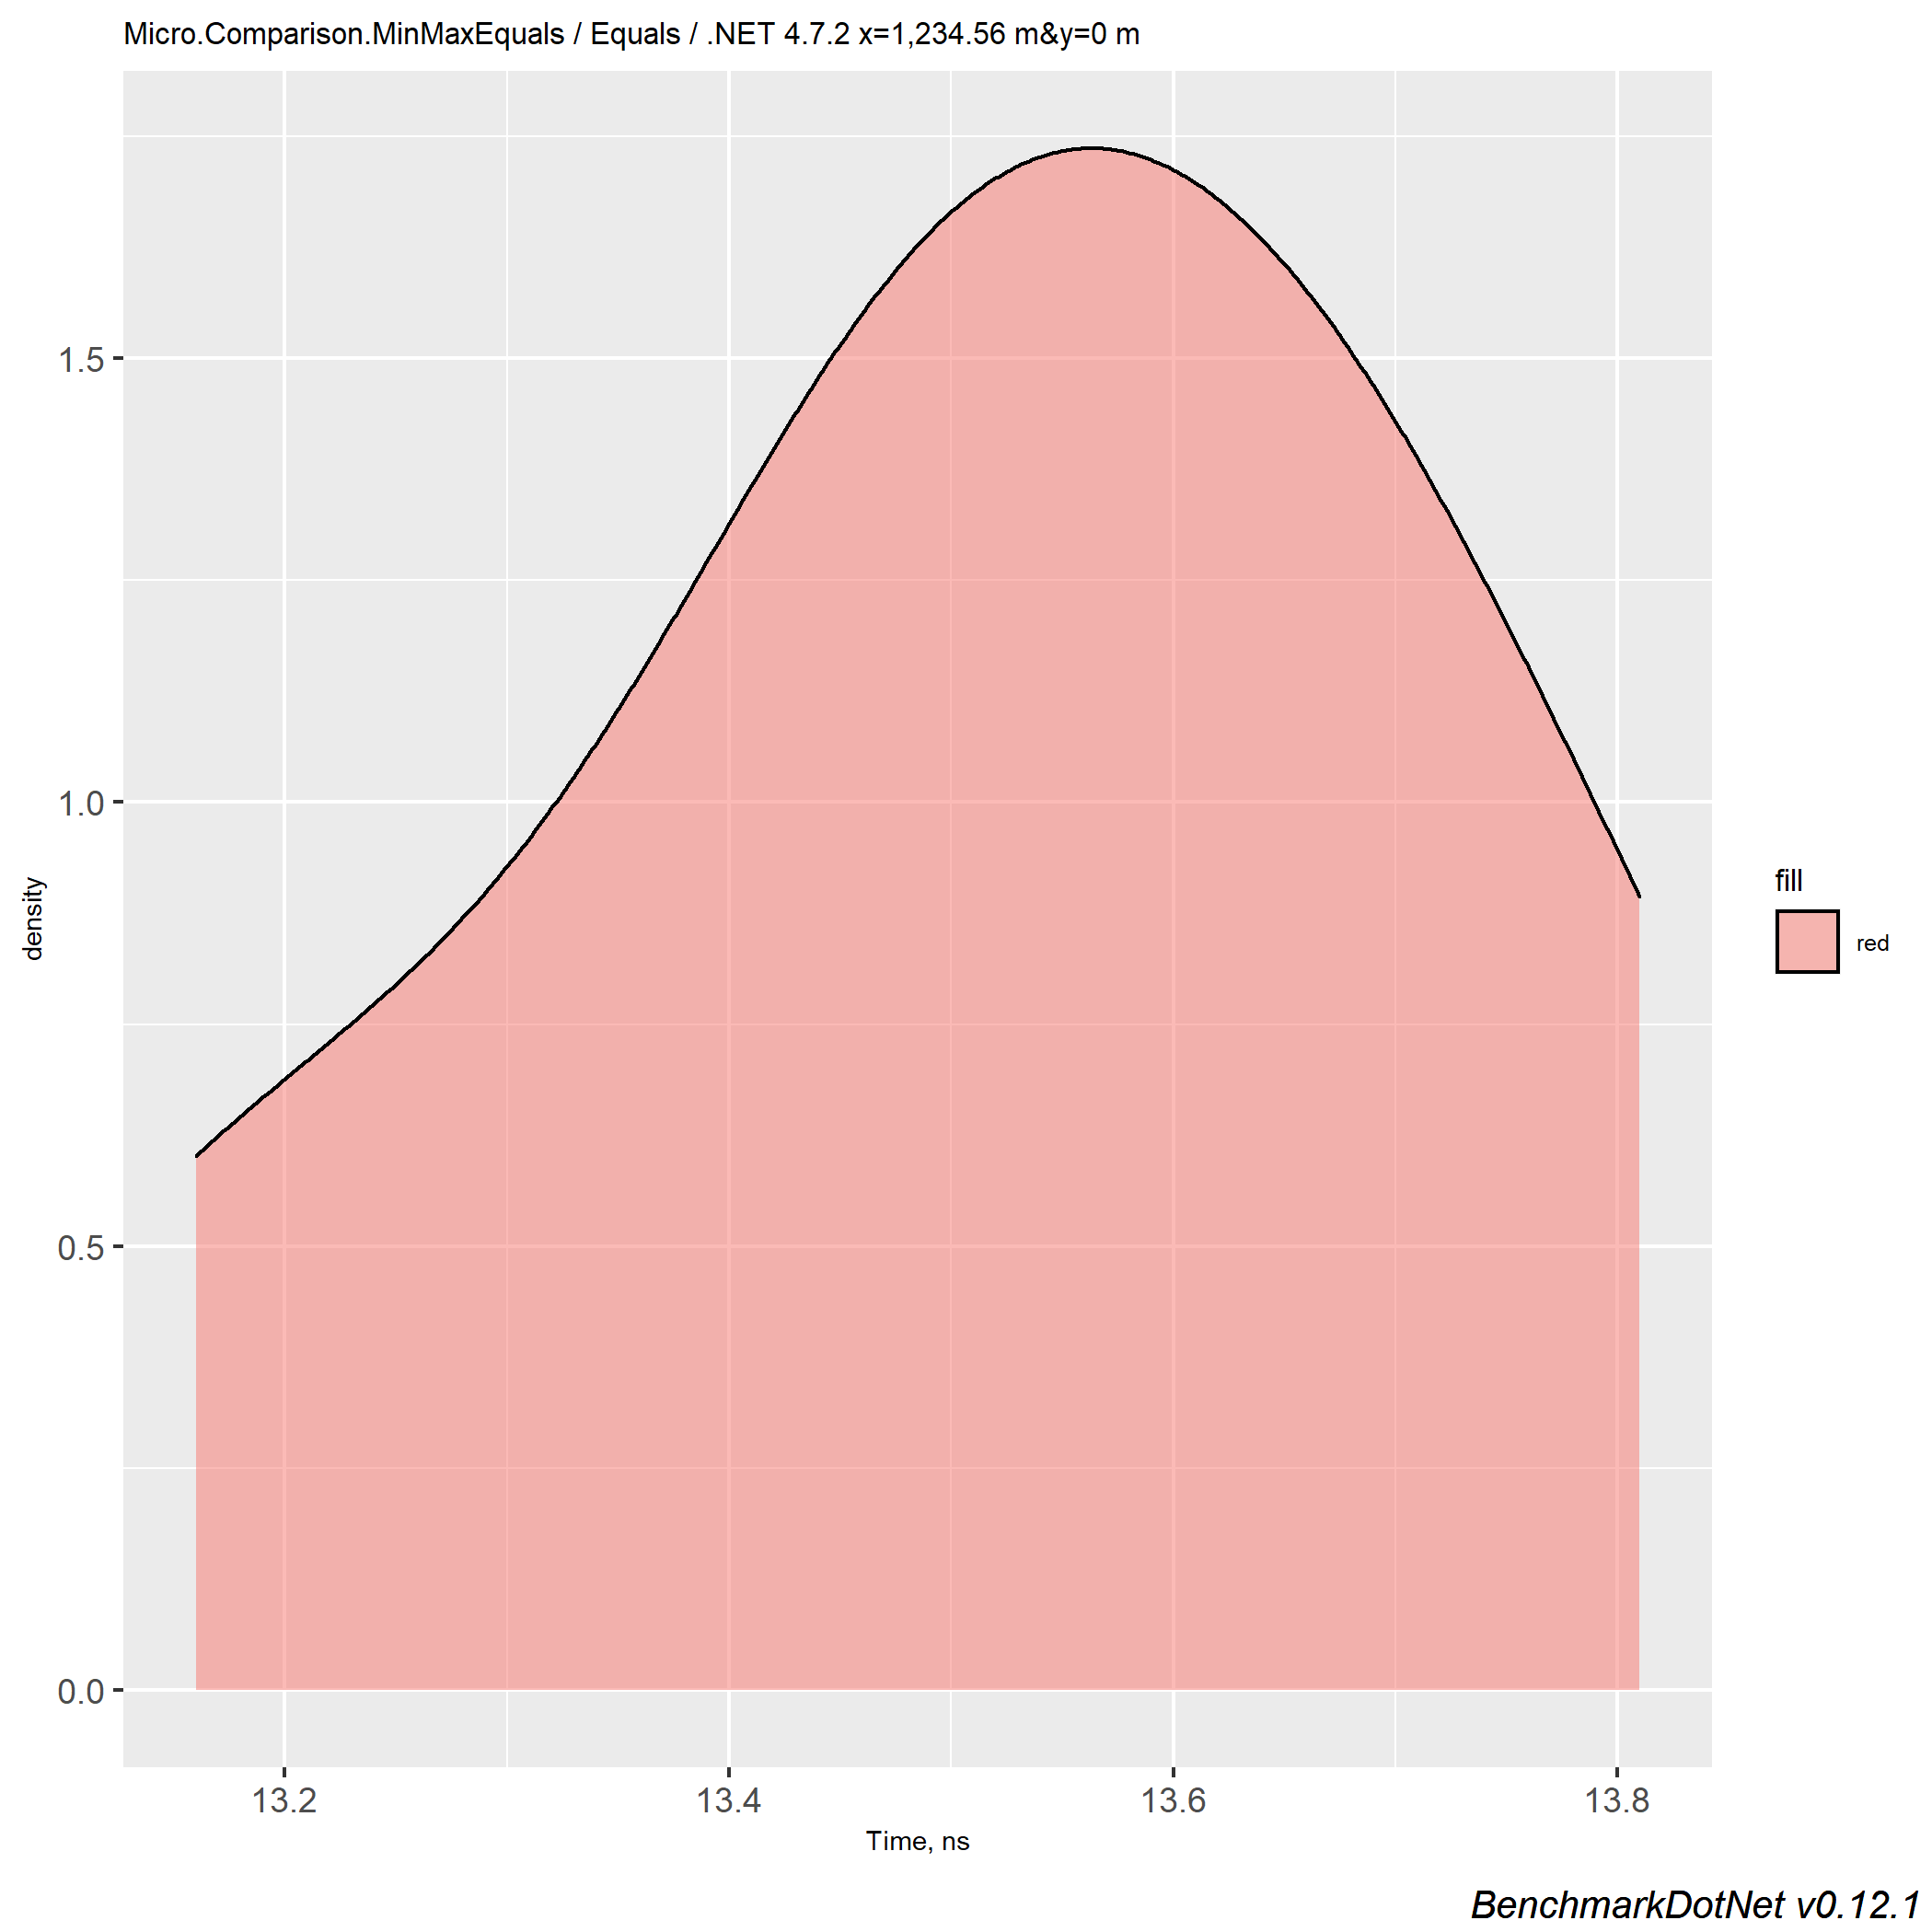 Micro.Comparison.MinMaxEquals / Equals / .NET 4.7.2 x=1,234.56 m&y=0 m
1.5
1.0
0.5
0.0
density
13.2 13.4 13.6 13.8
Time, ns
fill
red
BenchmarkDotNet v0.12.1